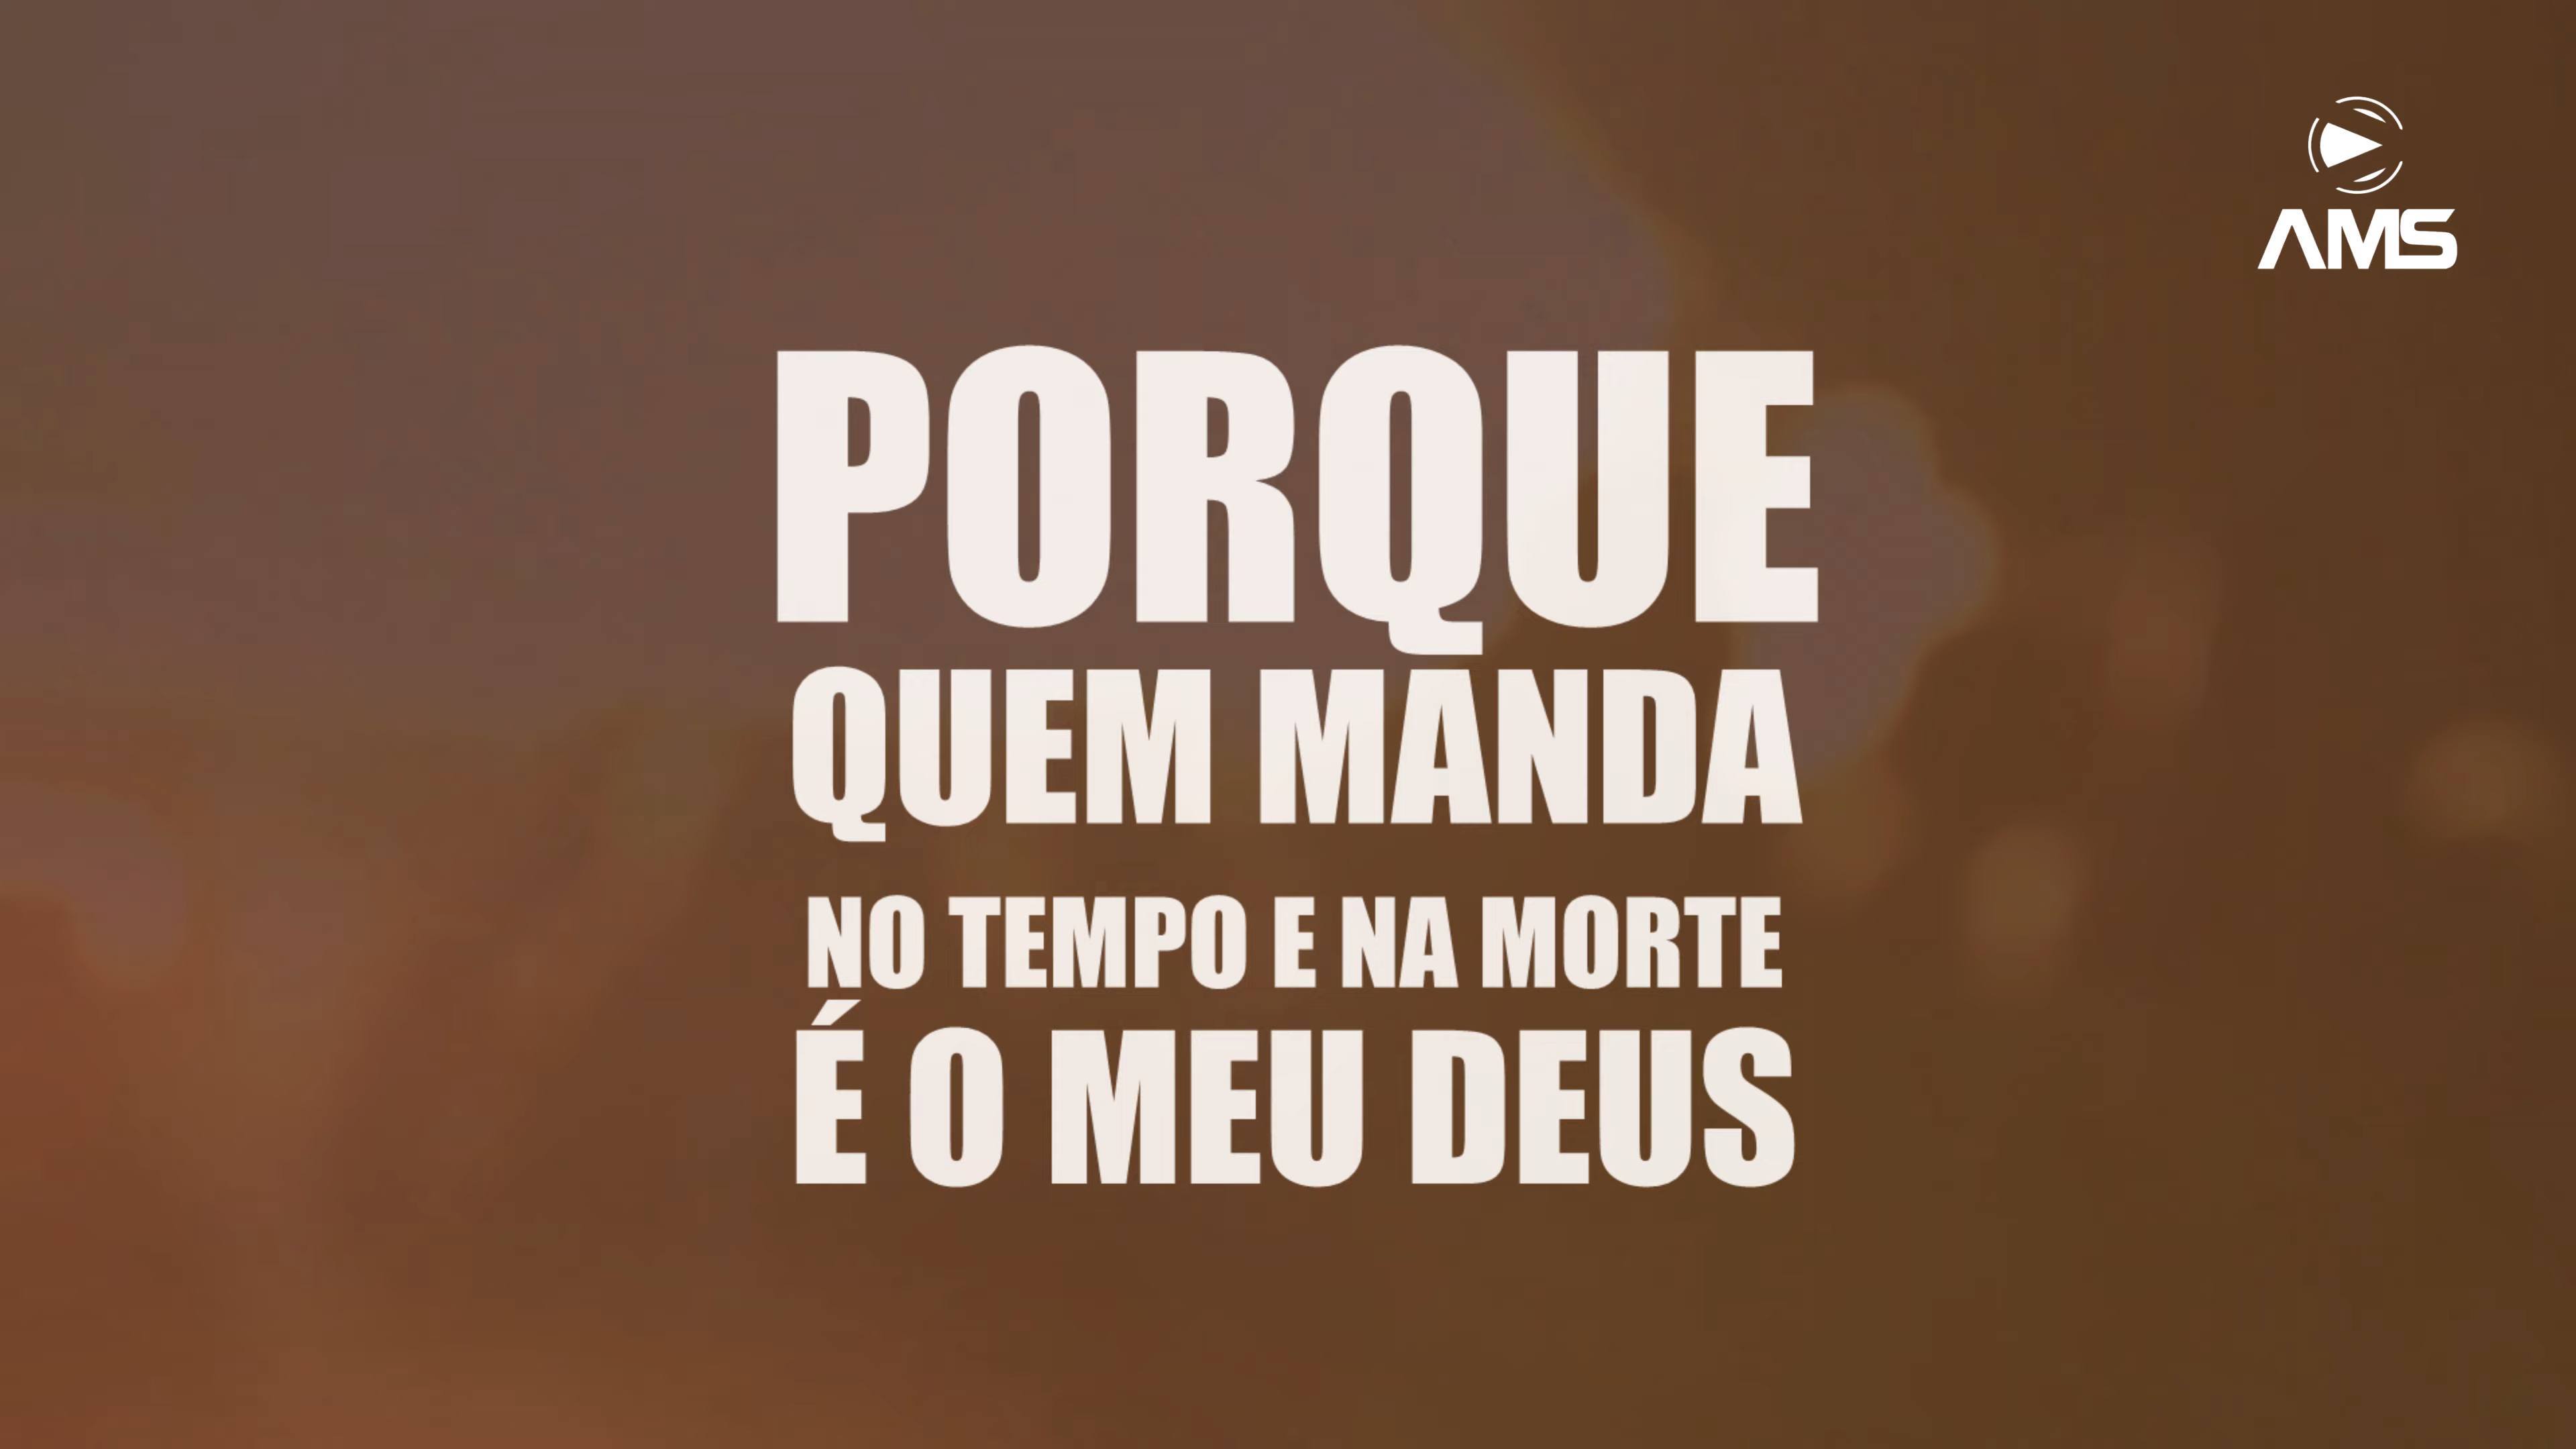 AMS
PORQUE
QUEM MANDA
NO TEMPO E NA MORTE
É O MEU DEUS